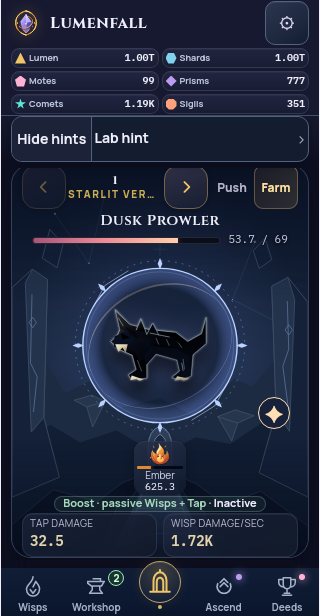 LUMENFALL
Lumen 1.00T
Shards 1.00T
Motes 99
Prisms 777
Comets 1.19K
Sigils 351
Hide hints
Lab hint
1
STARLIT VER…
Push
Farm
DUSK PROWLER
53.7 / 69
Ember
625.3
Boost · passive Wisps + Tap · Inactive
TAP DAMAGE
32.5
WISP DAMAGE/SEC
1.72K
Wisps
Workshop
2
Ascend
Deeds